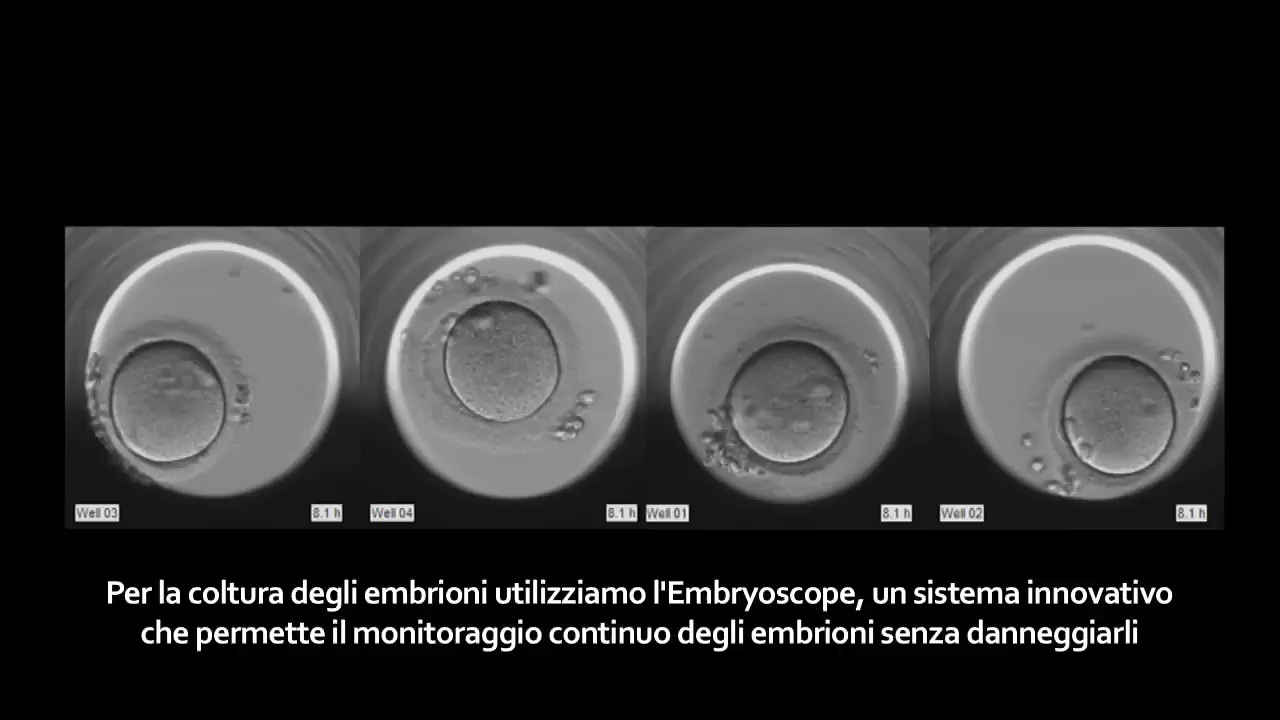 Well 03 8.1 h Well 04 8.1 h Well 01 8.1 h Well 02 8.1 h
Per la coltura degli embrioni utilizziamo l'Embryoscope, un sistema innovativo
che permette il monitoraggio continuo degli embrioni senza danneggiarli